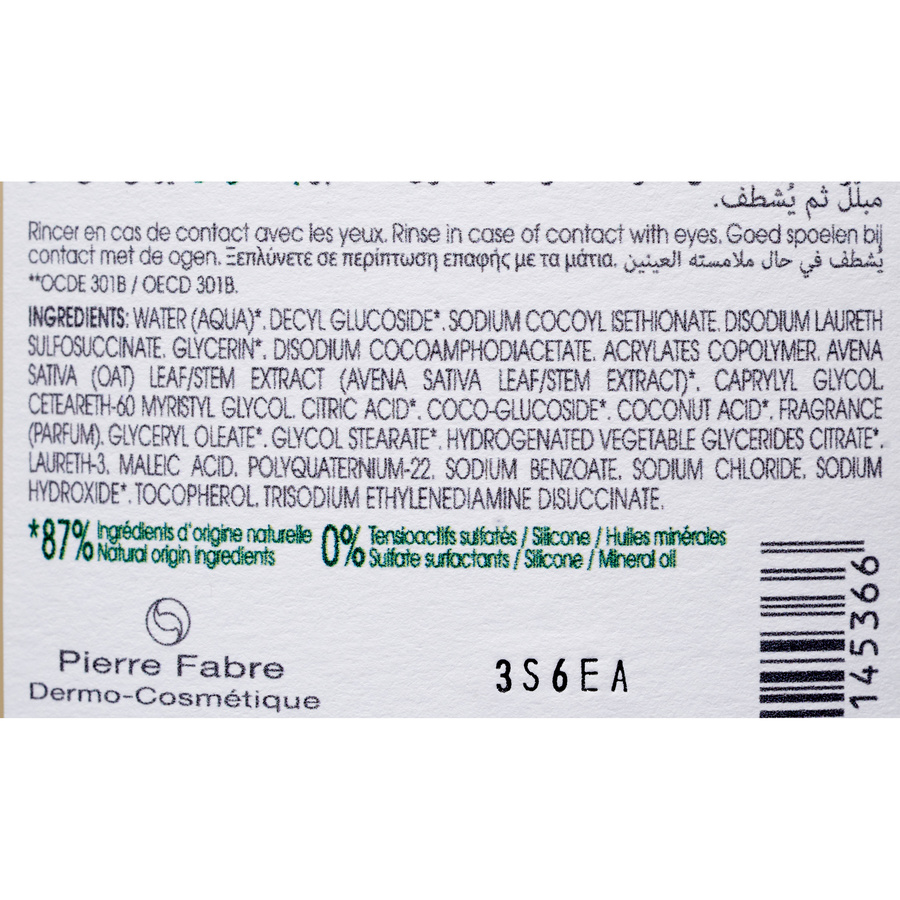 مبلل ثم يُشطف.
Rincer en cas de contact avec les yeux. Rinse in case of contact with eyes. Goed spoelen bij
contact met de ogen. Ξεπλύνετε σε περίπτωση επαφής με τα μάτια. يُشطف في حال ملامسته العينين
**OCDE 301B / OECD 301B.
INGREDIENTS: WATER (AQUA)*. DECYL GLUCOSIDE*. SODIUM COCOYL ISETHIONATE. DISODIUM LAURETH
SULFOSUCCINATE. GLYCERIN*. DISODIUM COCOAMPHODIACETATE. ACRYLATES COPOLYMER. AVENA
SATIVA (OAT) LEAF/STEM EXTRACT (AVENA SATIVA LEAF/STEM EXTRACT)*. CAPRYLYL GLYCOL.
CETEARETH-60 MYRISTYL GLYCOL. CITRIC ACID*. COCO-GLUCOSIDE*. COCONUT ACID*. FRAGRANCE
(PARFUM). GLYCERYL OLEATE*. GLYCOL STEARATE*. HYDROGENATED VEGETABLE GLYCERIDES CITRATE*.
LAURETH-3. MALEIC ACID. POLYQUATERNIUM-22. SODIUM BENZOATE. SODIUM CHLORIDE. SODIUM
HYDROXIDE*. TOCOPHEROL. TRISODIUM ETHYLENEDIAMINE DISUCCINATE.
*87% Ingrédients d'origine naturelle 0% Tensioactifs sulfatés / Silicone / Huiles minérales
Natural origin ingredients Sulfate surfactants / Silicone / Mineral oil
Pierre Fabre
Dermo-Cosmétique
3S6EA
145366